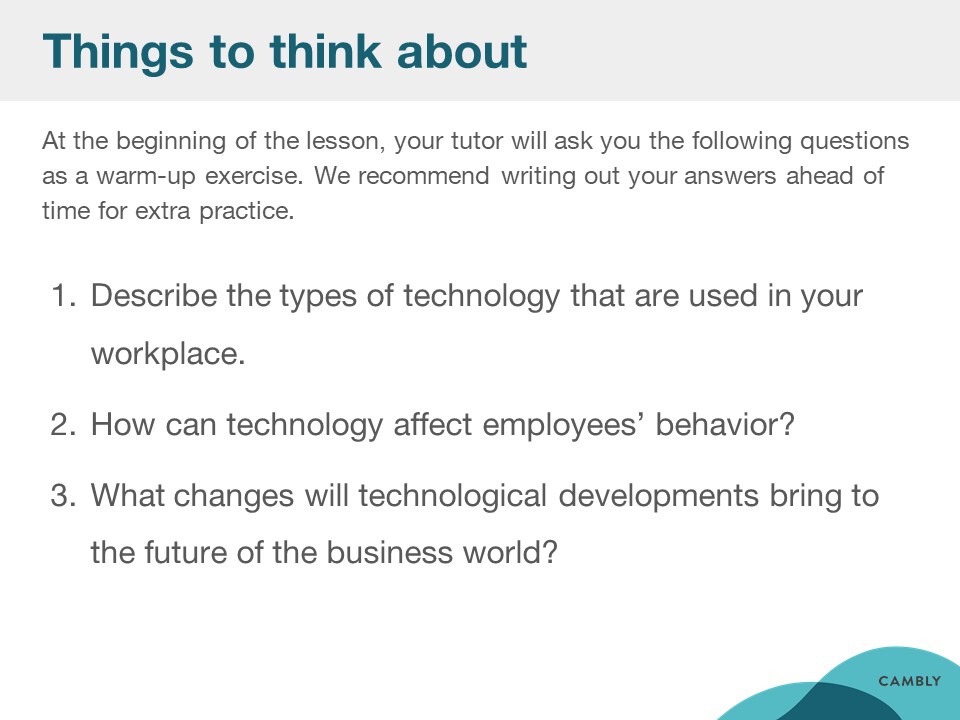 Things to think about
At the beginning of the lesson, your tutor will ask you the following questions
as a warm-up exercise. We recommend writing out your answers ahead of
time for extra practice.
1. Describe the types of technology that are used in your
workplace.
2. How can technology affect employees’ behavior?
3. What changes will technological developments bring to
the future of the business world?
CAMBLY